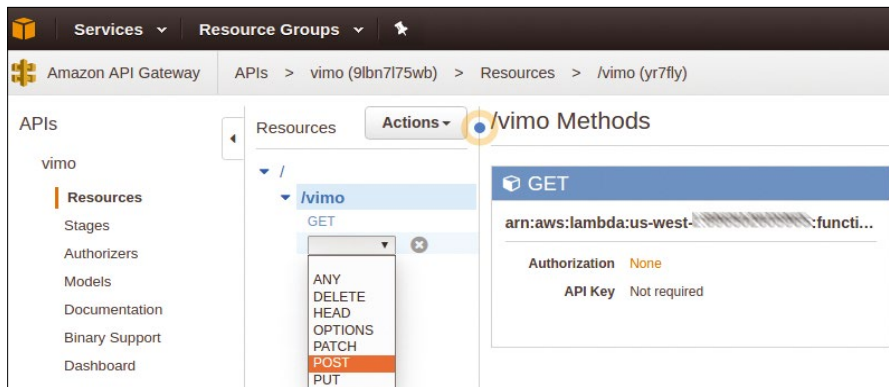 Services Resource Groups
Amazon API Gateway APIs > vimo (9lbn7l75wb) > Resources > /vimo (yr7fly)
APIs
vimo
Resources
Stages
Authorizers
Models
Documentation
Binary Support
Dashboard
Resources Actions
/
/vimo
GET
ANY
DELETE
HEAD
OPTIONS
PATCH
POST
PUT
/vimo Methods
GET
arn:aws:lambda:us-west- :functi...
Authorization None
API Key Not required